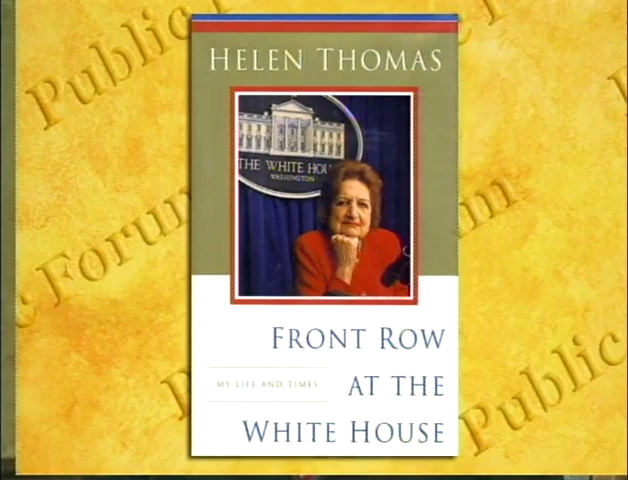 Public
HELEN THOMAS
THE WHITE HOU
WASHINGTON
c Forum
um
FRONT ROW
MY LIFE AND TIMES
AT THE
WHITE HOUSE
Public